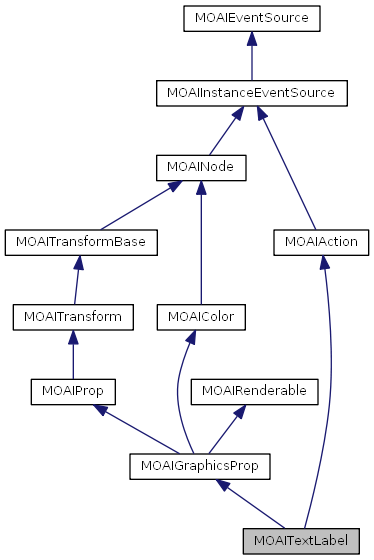 MOAIEventSource
MOAIInstanceEventSource
MOAINode
MOAITransformBase
MOAIAction
MOAITransform
MOAIColor
MOAIProp
MOAIRenderable
MOAIGraphicsProp
MOAITextLabel